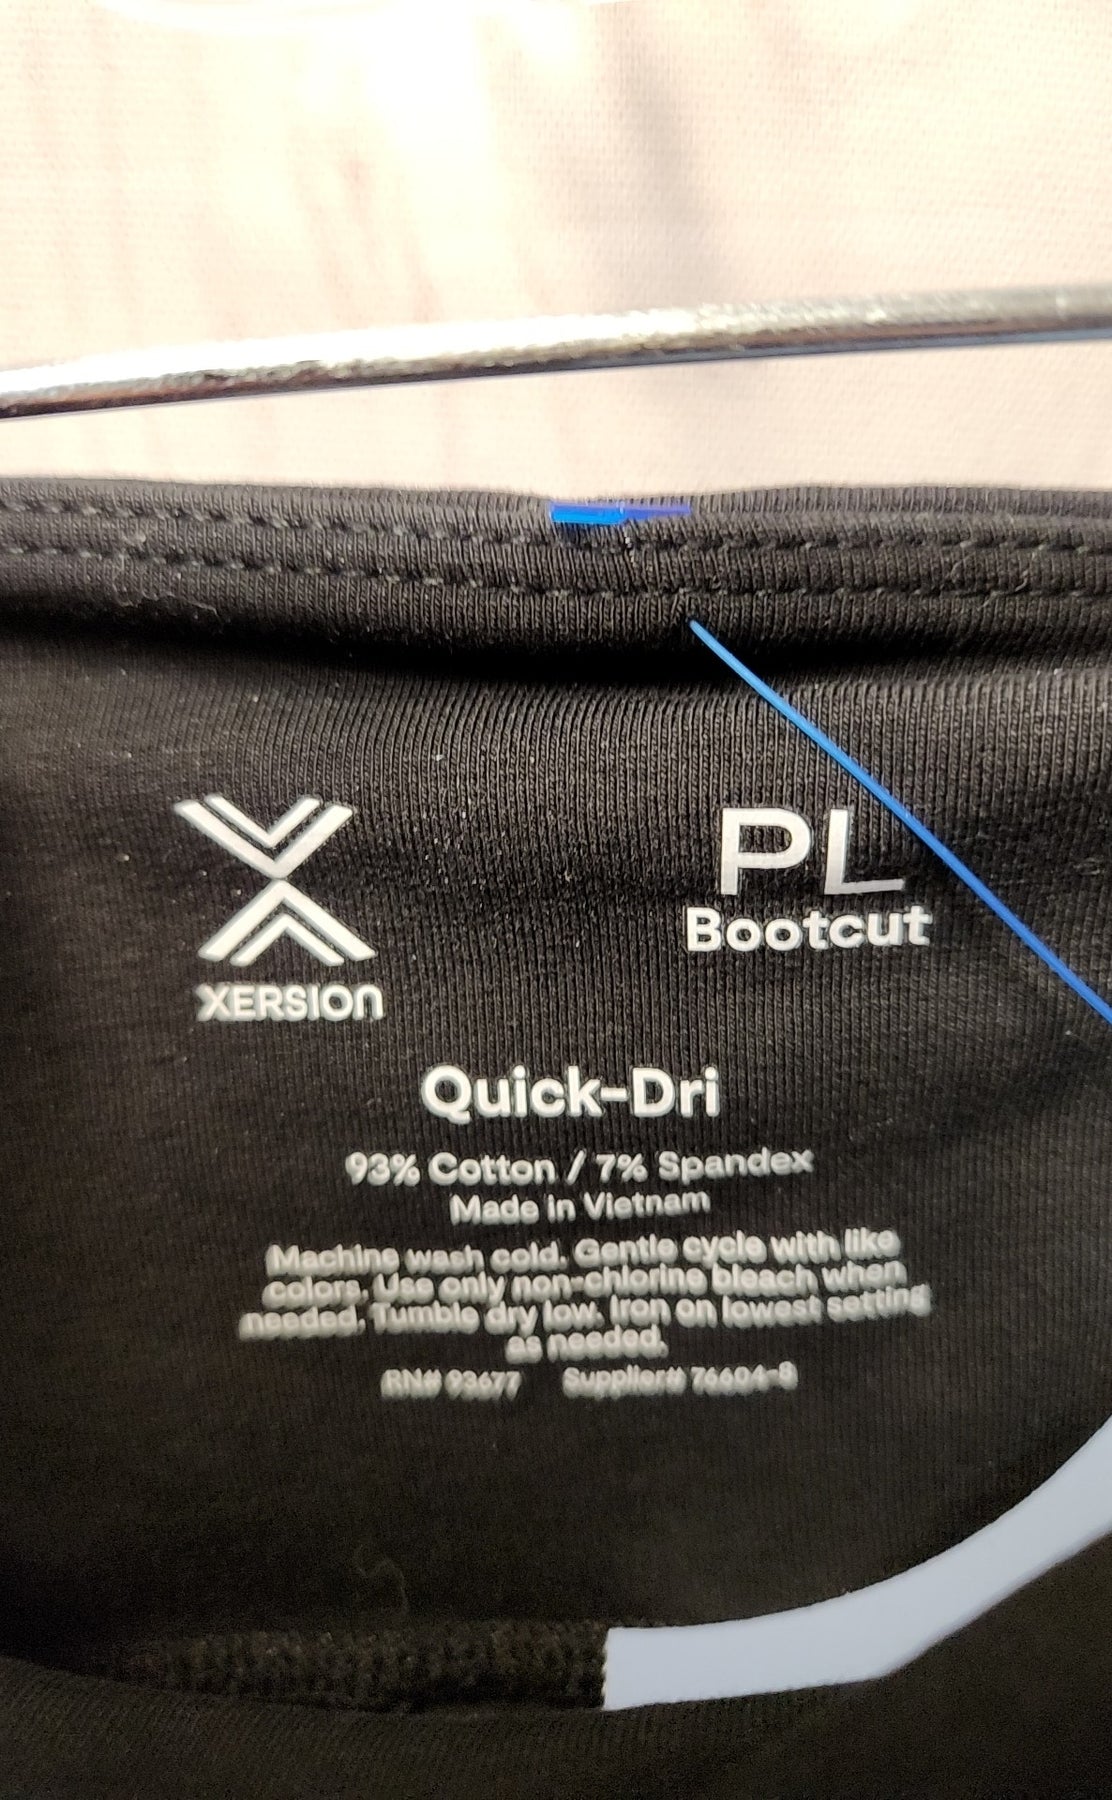 XERSION
PL
Bootcut
Quick-Dri
93% Cotton / 7% Spandex
Made in Vietnam
Machine wash cold. Gentle cycle with like
colors. Use only non-chlorine bleach when
needed. Tumble dry low. Iron on lowest setting
as needed.
RN# 93677 Supplier# 76604-8